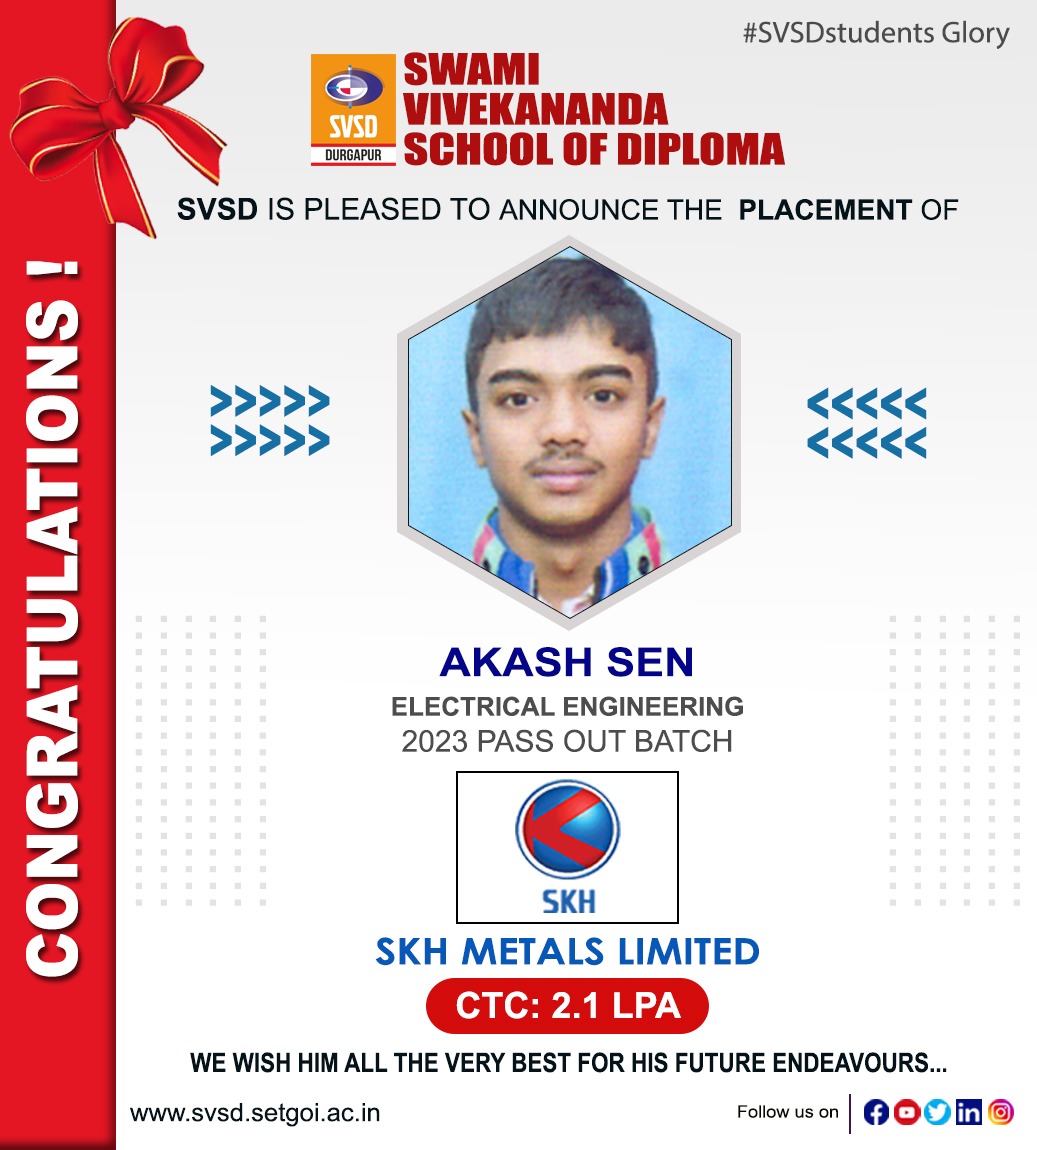 #SVSDstudents Glory
SWAMI
VIVEKANANDA
SCHOOL OF DIPLOMA
SVSD
DURGAPUR
SVSD IS PLEASED TO ANNOUNCE THE PLACEMENT OF
CONGRATULATIONS !
AKASH SEN
ELECTRICAL ENGINEERING
2023 PASS OUT BATCH
SKH
SKH METALS LIMITED
CTC: 2.1 LPA
WE WISH HIM ALL THE VERY BEST FOR HIS FUTURE ENDEAVOURS...
www.svsd.setgoi.ac.in
Follow us on